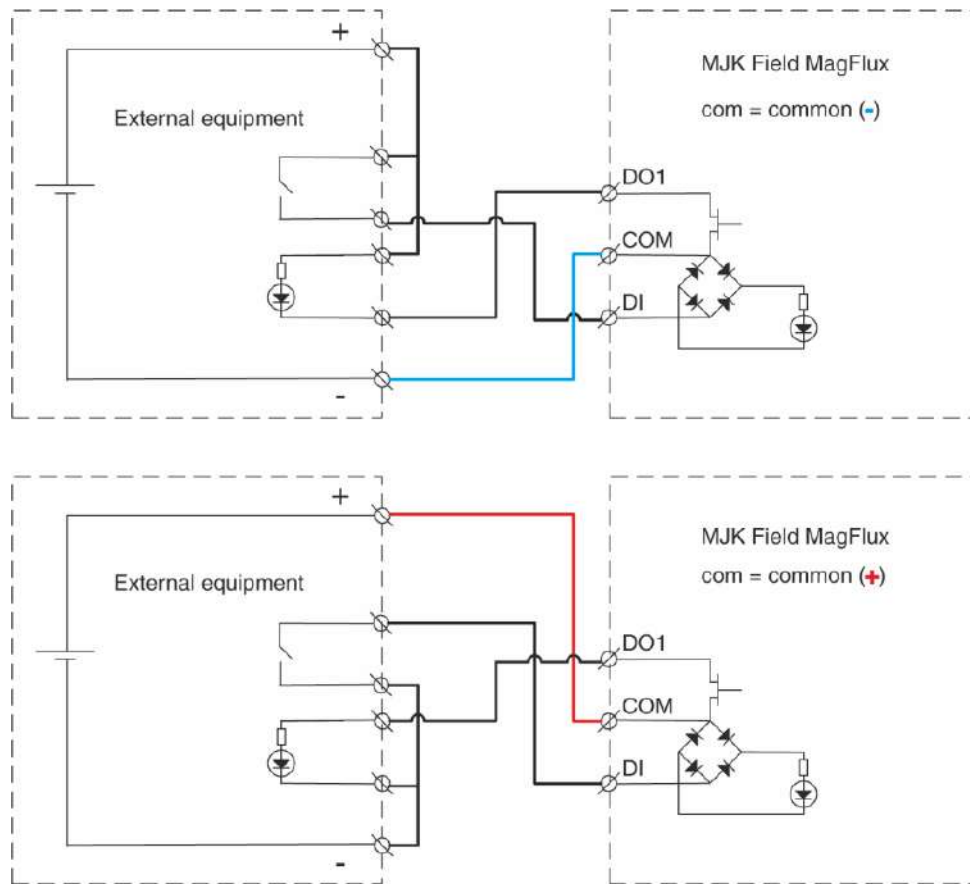 +
External equipment
MJK Field MagFlux
com = common (-)
DO1
COM
DI
-
+
External equipment
MJK Field MagFlux
com = common (+)
DO1
COM
DI
-